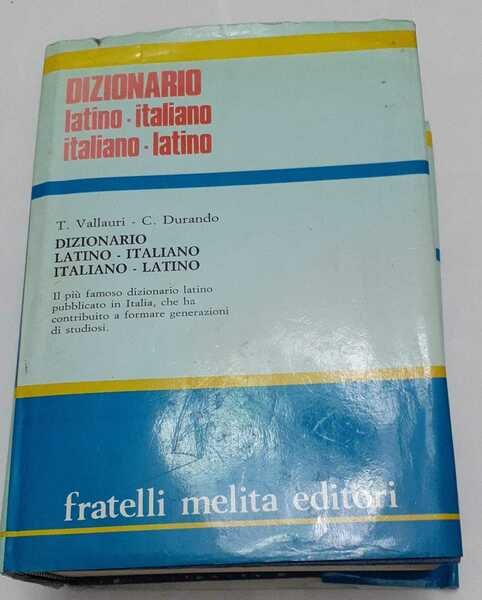 DIZIONARIO
latino · italiano
italiano · latino
T. Vallauri - C. Durando
DIZIONARIO
LATINO - ITALIANO
ITALIANO - LATINO
Il più famoso dizionario latino
pubblicato in Italia, che ha
contribuito a formare generazioni
di studiosi.
fratelli melita editori